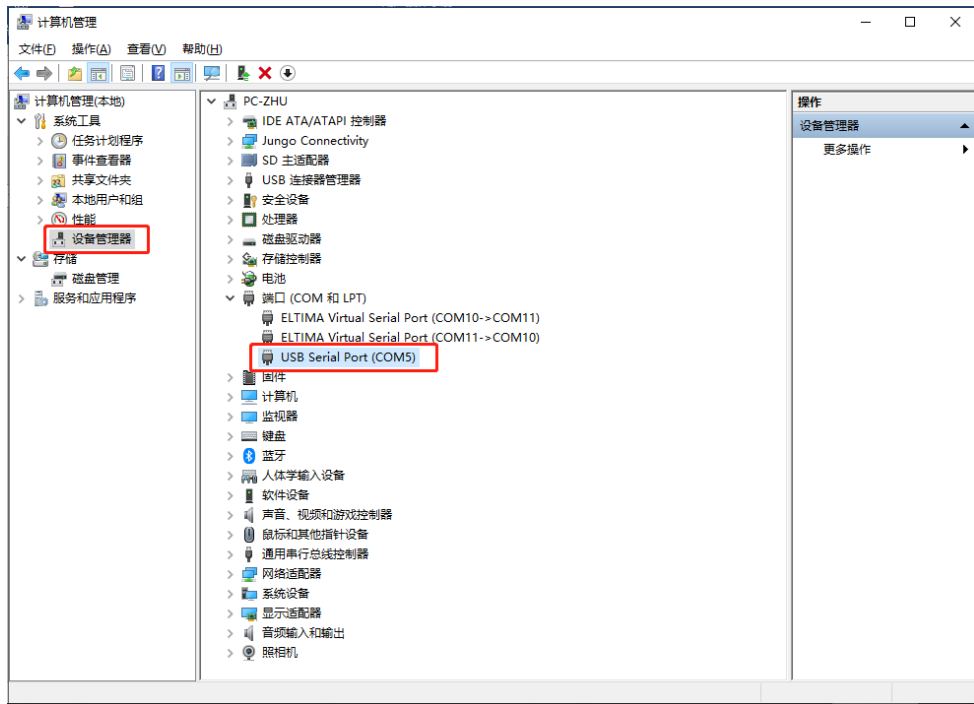 计算机管理
文件(F) 操作(A) 查看(V) 帮助(H)
计算机管理(本地)
系统工具
任务计划程序
事件查看器
共享文件夹
本地用户和组
性能
设备管理器
存储
磁盘管理
服务和应用程序
PC-ZHU
IDE ATA/ATAPI 控制器
Jungo Connectivity
SD 主适配器
USB 连接器管理器
安全设备
处理器
磁盘驱动器
存储控制器
电池
端口 (COM 和 LPT)
ELTIMA Virtual Serial Port (COM10->COM11)
ELTIMA Virtual Serial Port (COM11->COM10)
USB Serial Port (COM5)
固件
计算机
监视器
键盘
蓝牙
人体学输入设备
软件设备
声音、视频和游戏控制器
鼠标和其他指针设备
通用串行总线控制器
网络适配器
系统设备
显示适配器
音频输入和输出
照相机
操作
设备管理器
更多操作